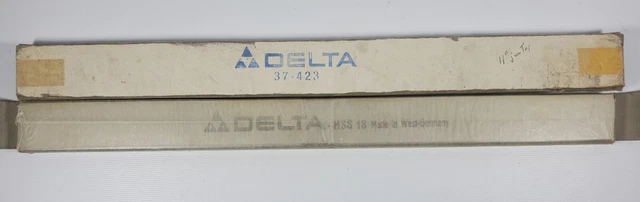 DELTA
37-423
DELTA - HSS 18 Made in West-Germany